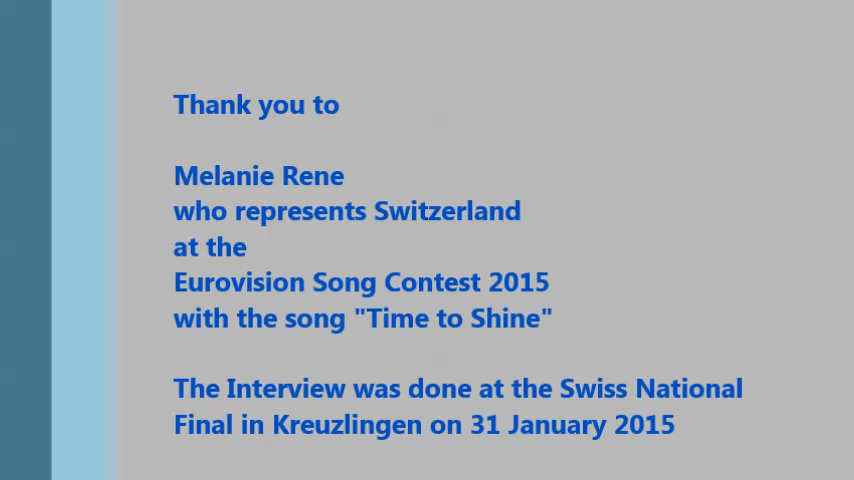 Thank you to
Melanie Rene
who represents Switzerland
at the
Eurovision Song Contest 2015
with the song "Time to Shine"
The Interview was done at the Swiss National
Final in Kreuzlingen on 31 January 2015